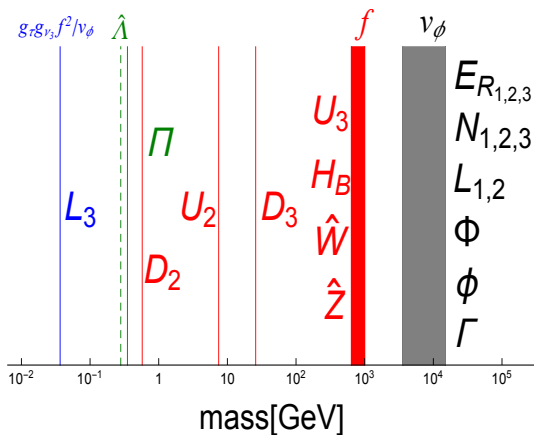 g_τ g_{ν_3} f²/v_ϕ Λ̂ f v_ϕ
E_{R_{1,2,3}}
U_3
Π N_{1,2,3}
H_B
L_3 U_2 D_3 L_{1,2}
Ŵ Φ
D_2
Ẑ ϕ
Γ
10^{-2} 10^{-1} 1 10 10^2 10^3 10^4 10^5
mass[GeV]